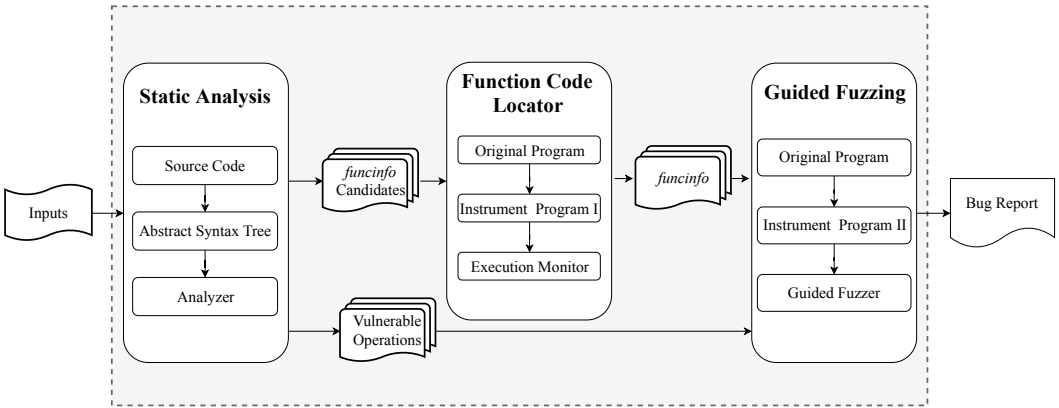 Inputs
Static Analysis
Source Code
Abstract Syntax Tree
Analyzer
funcinfo
Candidates
Vulnerable
Operations
Function Code
Locator
Original Program
Instrument Program I
Execution Monitor
funcinfo
Guided Fuzzing
Original Program
Instrument Program II
Guided Fuzzer
Bug Report